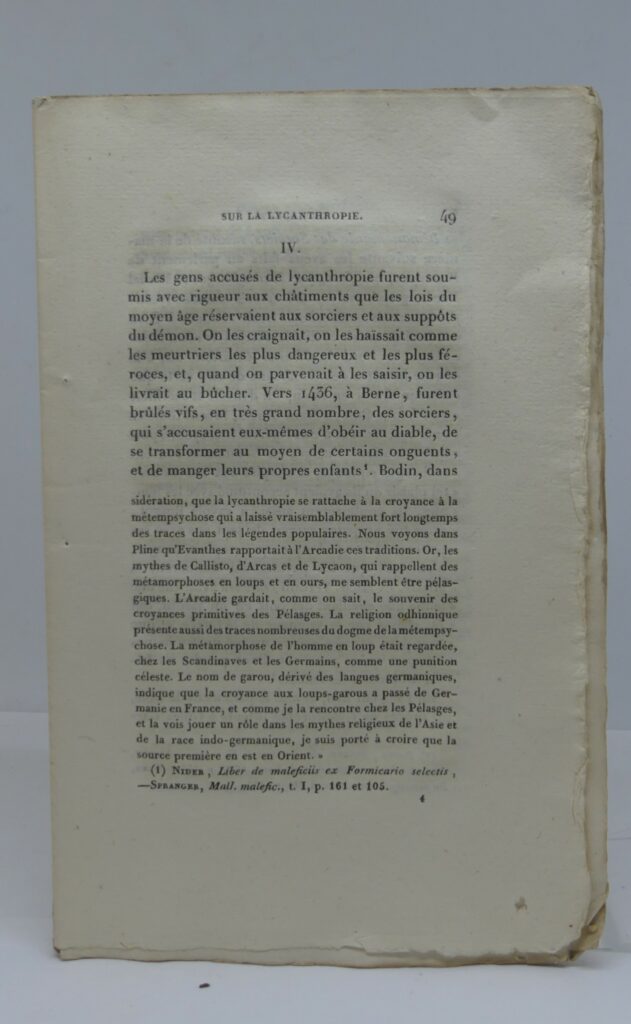 SUR LA LYCANTHROPIE. 49
IV.
Les gens accusés de lycanthropie furent sou-
mis avec rigueur aux châtiments que les lois du
moyen âge réservaient aux sorciers et aux suppôts
du démon. On les craignait, on les haïssait comme
les meurtriers les plus dangereux et les plus fé-
roces, et, quand on parvenait à les saisir, on les
livrait au bûcher. Vers 1436, à Berne, furent
brûlés vifs, en très grand nombre, des sorciers,
qui s'accusaient eux-mêmes d'obéir au diable, de
se transformer au moyen de certains onguents,
et de manger leurs propres enfants¹. Bodin, dans
sidération, que la lycanthropie se rattache à la croyance à la
métempsychose qui a laissé vraisemblablement fort longtemps
des traces dans les légendes populaires. Nous voyons dans
Pline qu'Evanthes rapportait à l'Arcadie ces traditions. Or, les
mythes de Callisto, d'Arcas et de Lycaon, qui rappellent des
métamorphoses en loups et en ours, me semblent être pélas-
giques. L'Arcadie gardait, comme on sait, le souvenir des
croyances primitives des Pélasges. La religion odhinnique
présente aussi des traces nombreuses du dogme de la métempsy-
chose. La métamorphose de l'homme en loup était regardée,
chez les Scandinaves et les Germains, comme une punition
céleste. Le nom de garou, dérivé des langues germaniques,
indique que la croyance aux loups-garous a passé de Ger-
manie en France, et comme je la rencontre chez les Pélasges,
et la vois jouer un rôle dans les mythes religieux de l'Asie et
de la race indo-germanique, je suis porté à croire que la
source première en est en Orient. »
(1) NIDER, Liber de maleficiis ex Formicario selectis,
—SPRANGER, Mall. malefic., t. I, p. 161 et 105.
4